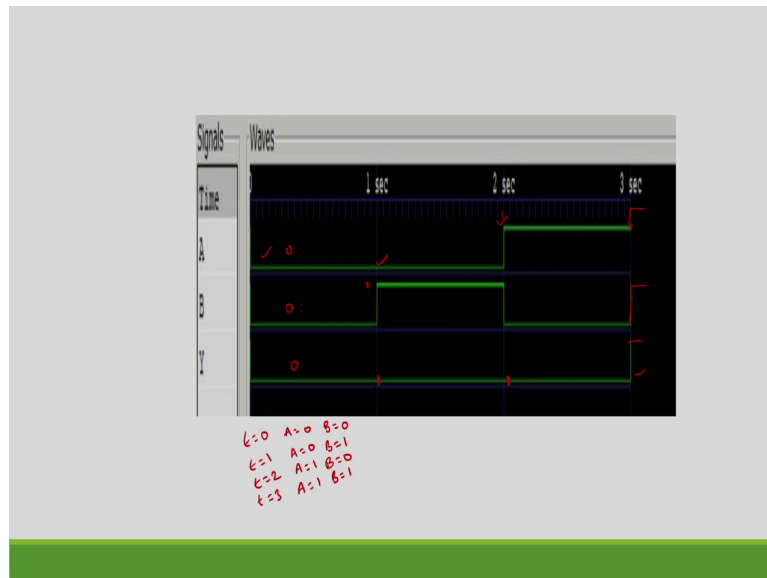 Signals Waves
Time 0 1 sec 2 sec 3 sec
A 0
B 0
Y 0
t=0 A=0 B=0
t=1 A=0 B=1
t=2 A=1 B=0
t=3 A=1 B=1